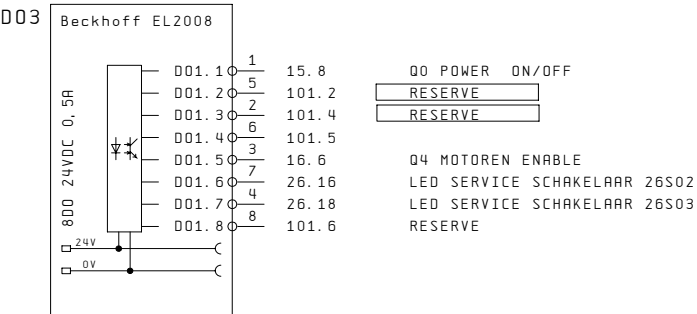 DO3
Beckhoff EL2008
8DO 24VDC 0,5A
DO1.1 1 15.8 Q0 POWER ON/OFF
DO1.2 5 101.2 RESERVE
DO1.3 2 101.4 RESERVE
DO1.4 6 101.5
DO1.5 3 16.6 Q4 MOTOREN ENABLE
DO1.6 7 26.16 LED SERVICE SCHAKELAAR 26S02
DO1.7 4 26.18 LED SERVICE SCHAKELAAR 26S03
DO1.8 8 101.6 RESERVE
24V
0V